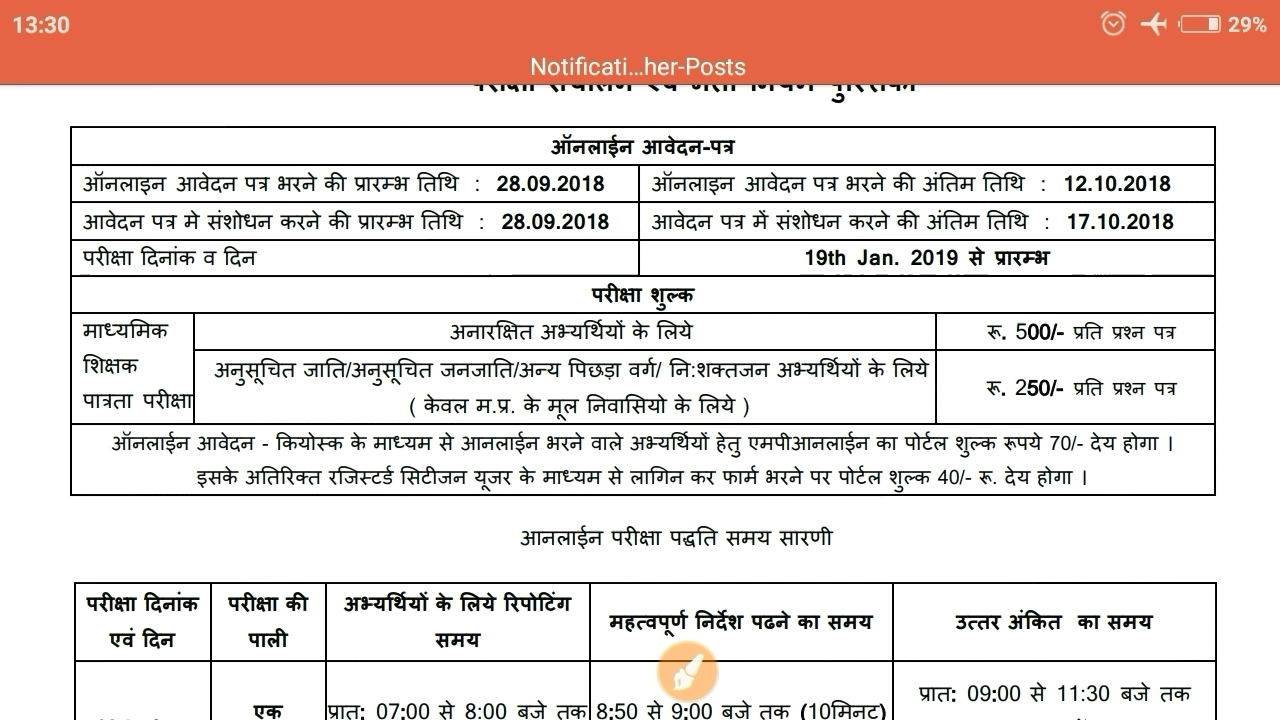 13:30
29%
Notificati...her-Posts
परीक्षा संचालन एवं भर्ती नियम पुस्तिका
ऑनलाईन आवेदन-पत्र
ऑनलाइन आवेदन पत्र भरने की प्रारम्भ तिथि : 28.09.2018
ऑनलाइन आवेदन पत्र भरने की अंतिम तिथि : 12.10.2018
आवेदन पत्र मे संशोधन करने की प्रारम्भ तिथि : 28.09.2018
आवेदन पत्र में संशोधन करने की अंतिम तिथि : 17.10.2018
परीक्षा दिनांक व दिन
19th Jan. 2019 से प्रारम्भ
परीक्षा शुल्क
माध्यमिक
शिक्षक
पात्रता परीक्षा
अनारक्षित अभ्यर्थियों के लिये
रू. 500/- प्रति प्रश्न पत्र
अनुसूचित जाति/अनुसूचित जनजाति/अन्य पिछड़ा वर्ग/ नि:शक्तजन अभ्यर्थियों के लिये
( केवल म.प्र. के मूल निवासियो के लिये )
रू. 250/- प्रति प्रश्न पत्र
ऑनलाईन आवेदन - कियोस्क के माध्यम से आनलाईन भरने वाले अभ्यर्थियों हेतु एमपीआनलाईन का पोर्टल शुल्क रूपये 70/- देय होगा ।
इसके अतिरिक्त रजिस्टर्ड सिटीजन यूजर के माध्यम से लागिन कर फार्म भरने पर पोर्टल शुल्क 40/- रू. देय होगा ।
आनलाईन परीक्षा पद्धति समय सारणी
परीक्षा दिनांक
एवं दिन
परीक्षा की
पाली
अभ्यर्थियों के लिये रिपोटिंग
समय
महत्वपूर्ण निर्देश पढने का समय
उत्तर अंकित का समय
एक
प्रात: 07:00 से 8:00 बजे तक
8:50 से 9:00 बजे तक (10मिनट)
प्रात: 09:00 से 11:30 बजे तक